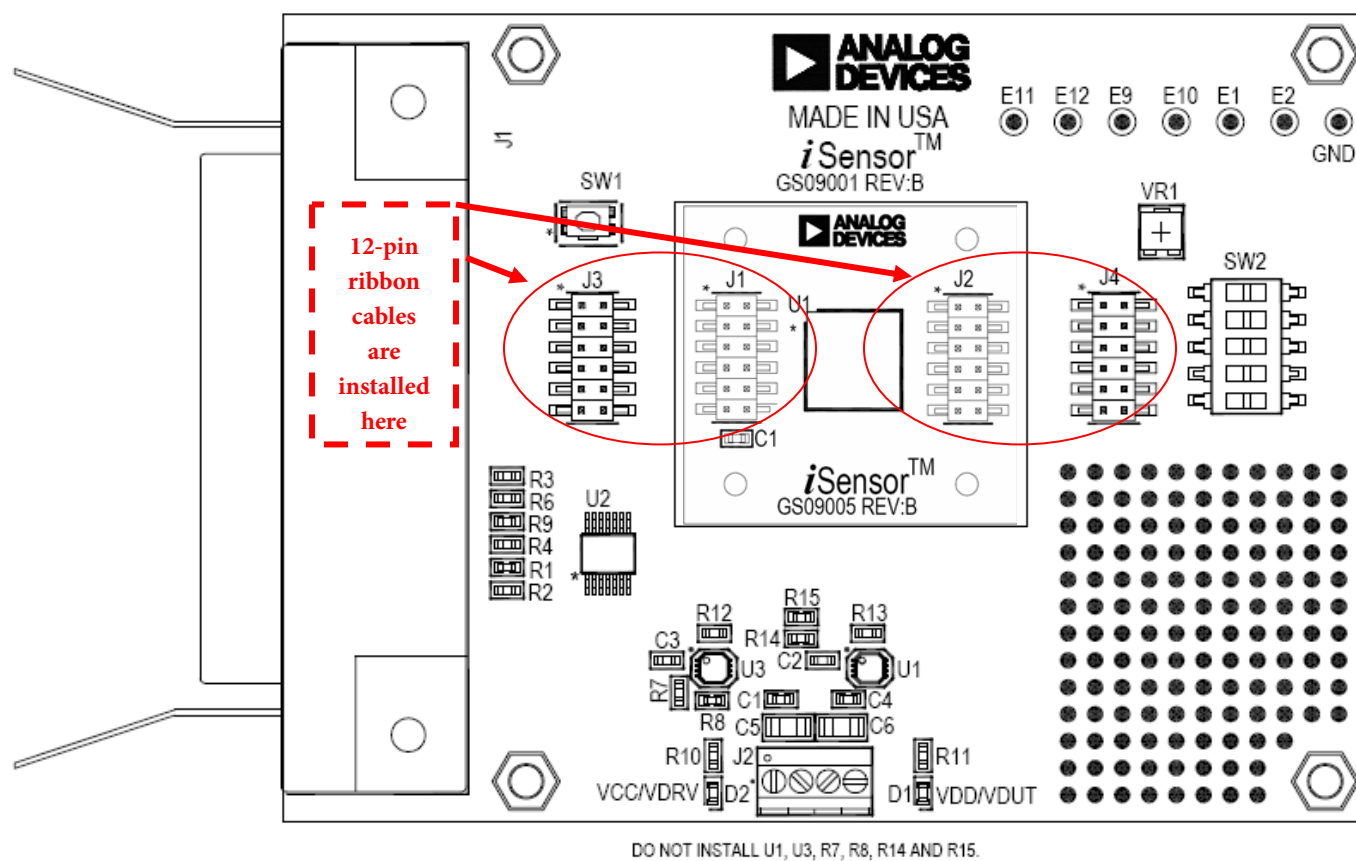 ANALOG
DEVICES
MADE IN USA
iSensor™
GS09001 REV:B
E11 E12 E9 E10 E1 E2
GND
J1
SW1
VR1
12-pin
ribbon
cables
are
installed
here
ANALOG
DEVICES
* J3
* J1
U1
*
* J2
* J4
SW2
C1
iSensor™
GS09005 REV:B
R3
R6
R9
R4
R1
R2
U2
*
R12
R15
R13
R14
C3
U3
C2
U1
R7
R8
C1
C4
C5
C6
R10
J2
R11
VCC/VDRV
D2
*
D1
VDD/VDUT
DO NOT INSTALL U1, U3, R7, R8, R14 AND R15.